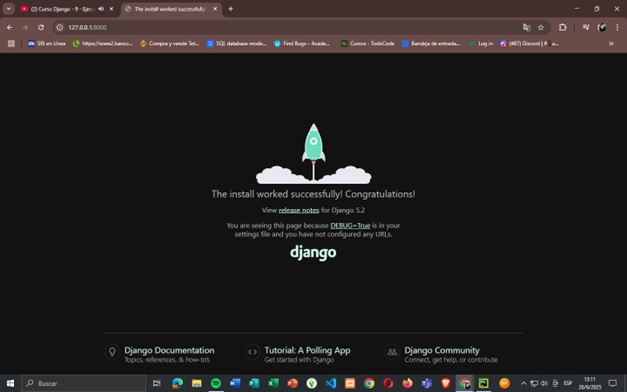 (2) Curso Django - 9 - Ejec
The install worked successfully!
127.0.0.1:8000
SRI en Línea
https://www2.banco...
Compra y vende Tet...
SQL database mode...
Find Bugs – Acade...
Cursos - TodoCode
Bandeja de entrada...
Log in
(487) Discord |
The install worked successfully! Congratulations!
View release notes for Django 5.2
You are seeing this page because DEBUG=True is in your
settings file and you have not configured any URLs.
django
Django Documentation
Topics, references, & how-to's
Tutorial: A Polling App
Get started with Django
Django Community
Connect, get help, or contribute
Buscar
ESP
13:11
26/6/2025